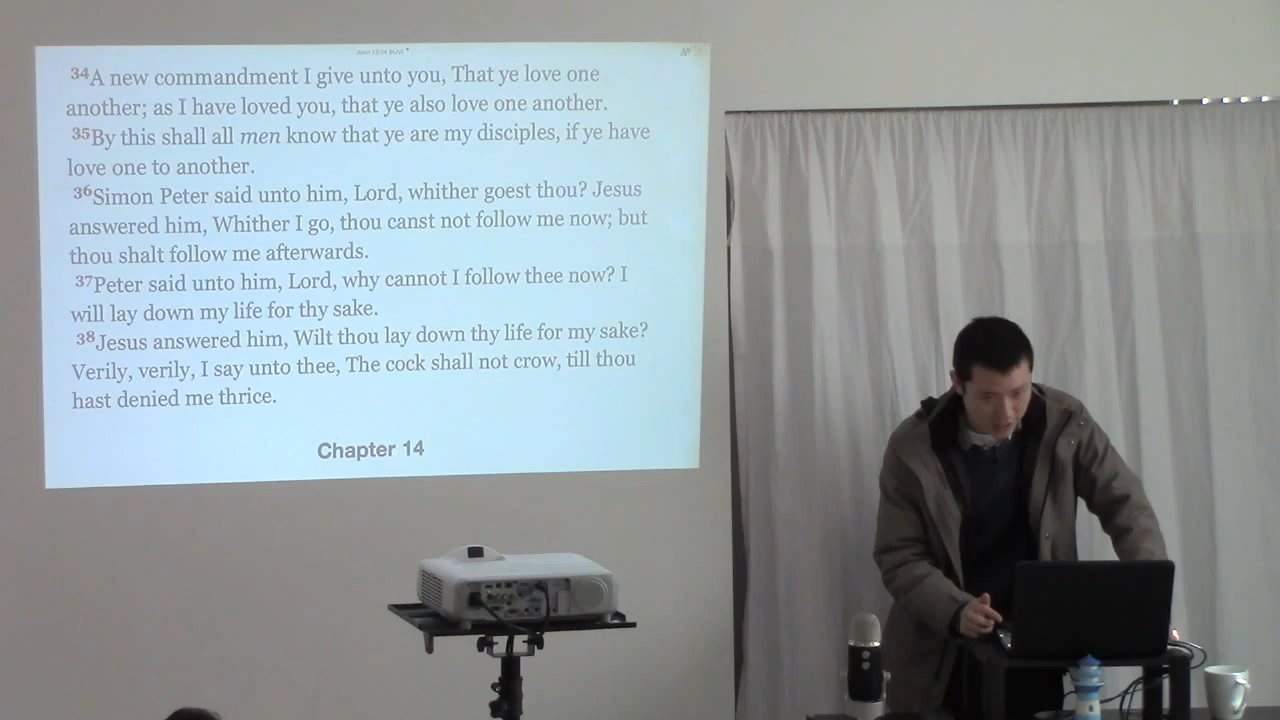 John 13:34 (KJV)
34A new commandment I give unto you, That ye love one
another; as I have loved you, that ye also love one another.
35By this shall all men know that ye are my disciples, if ye have
love one to another.
36Simon Peter said unto him, Lord, whither goest thou? Jesus
answered him, Whither I go, thou canst not follow me now; but
thou shalt follow me afterwards.
37Peter said unto him, Lord, why cannot I follow thee now? I
will lay down my life for thy sake.
38Jesus answered him, Wilt thou lay down thy life for my sake?
Verily, verily, I say unto thee, The cock shall not crow, till thou
hast denied me thrice.
Chapter 14